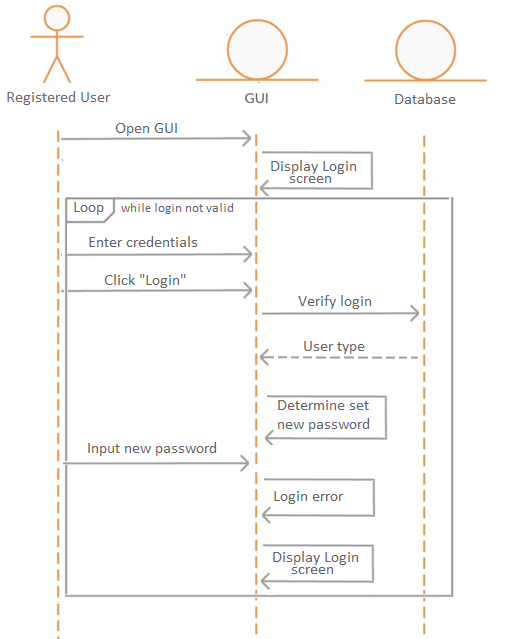 Registered User
GUI
Database
Open GUI
Display Login
screen
Loop
while login not valid
Enter credentials
Click "Login"
Verify login
User type
Determine set
new password
Input new password
Login error
Display Login
screen